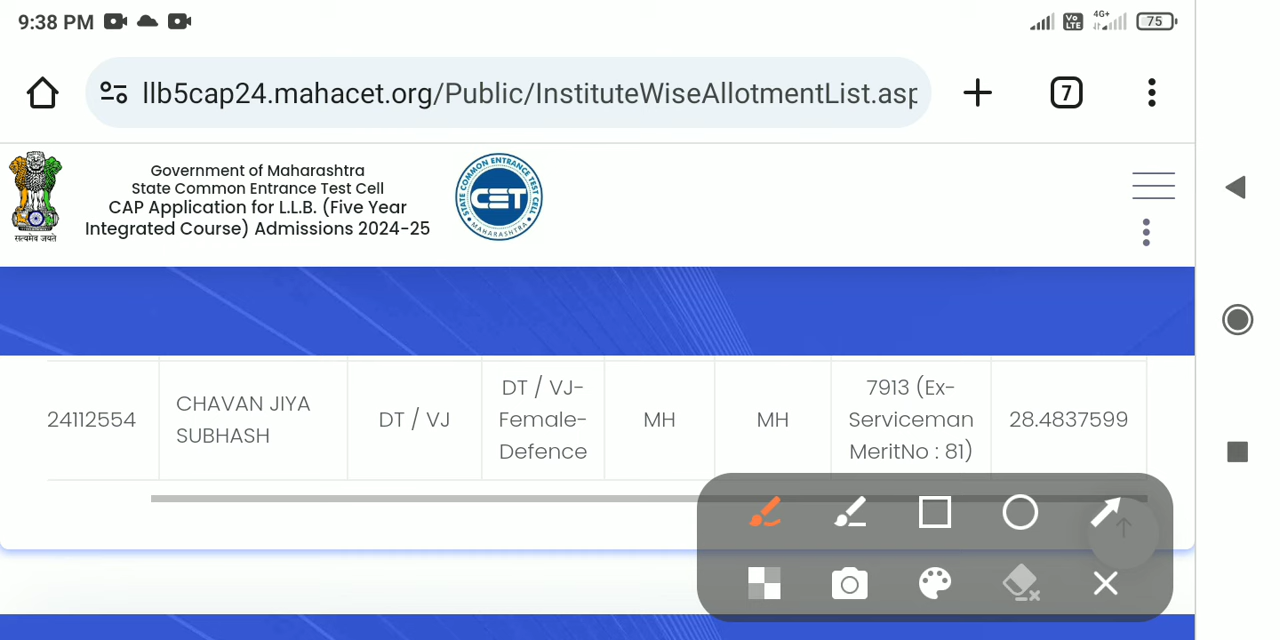 9:38 PM
Vo LTE
4G+
75
llb5cap24.mahacet.org/Public/InstituteWiseAllotmentList.asp
7
सत्यमेव जयते
Government of Maharashtra
State Common Entrance Test Cell
CAP Application for L.L.B. (Five Year
Integrated Course) Admissions 2024-25
STATE COMMON ENTRANCE TEST CELL
CET
MAHARASHTRA
24112554
CHAVAN JIYA
SUBHASH
DT / VJ
DT / VJ-
Female-
Defence
MH
MH
7913 (Ex-
Serviceman
MeritNo : 81)
28.4837599